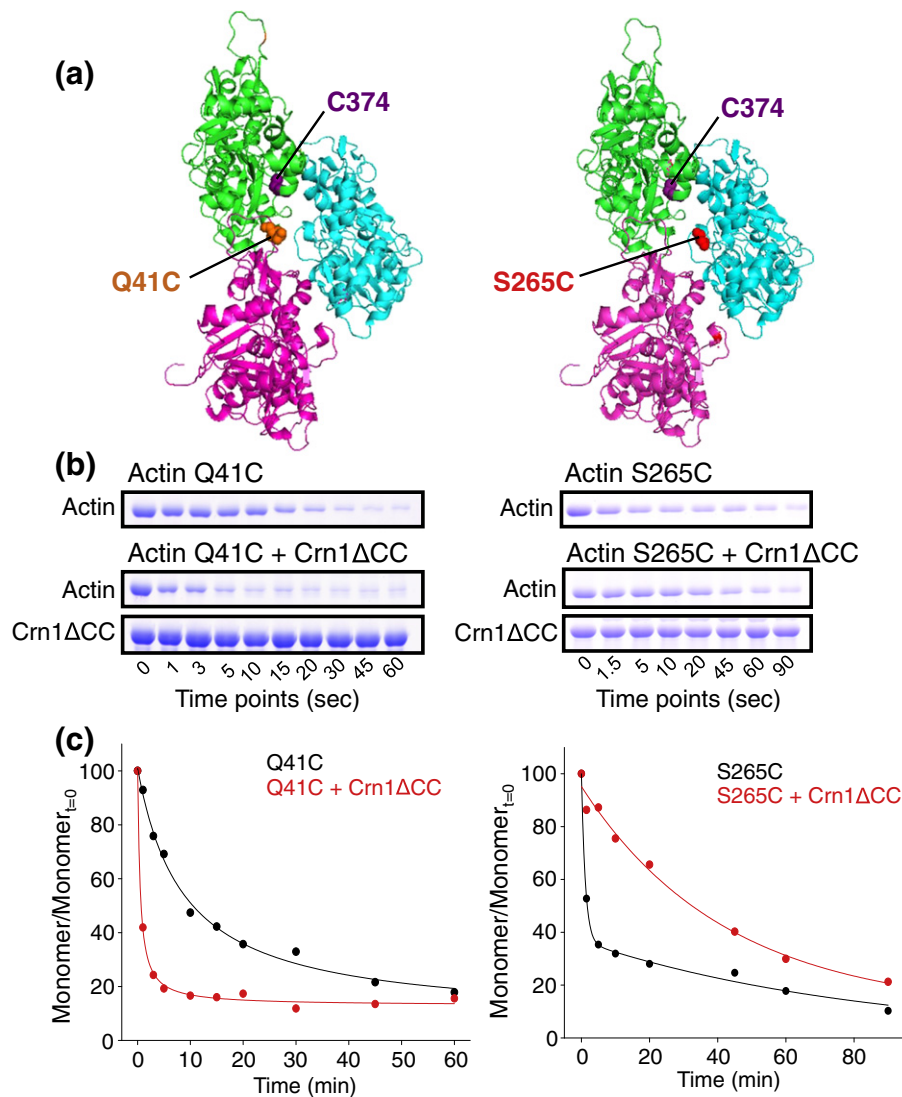 (a)
C374
Q41C
C374
S265C
(b)
Actin Q41C
Actin
Actin Q41C + Crn1ΔCC
Actin
Crn1ΔCC
0 1 3 5 10 15 20 30 45 60
Time points (sec)
Actin S265C
Actin
Actin S265C + Crn1ΔCC
Actin
Crn1ΔCC
0 1.5 5 10 20 45 60 90
Time points (sec)
(c)
Q41C
Q41C + Crn1ΔCC
Monomer/Monomer t=0
100
80
60
40
20
0
0 10 20 30 40 50 60
Time (min)
S265C
S265C + Crn1ΔCC
Monomer/Monomer t=0
100
80
60
40
20
0
0 20 40 60 80
Time (min)